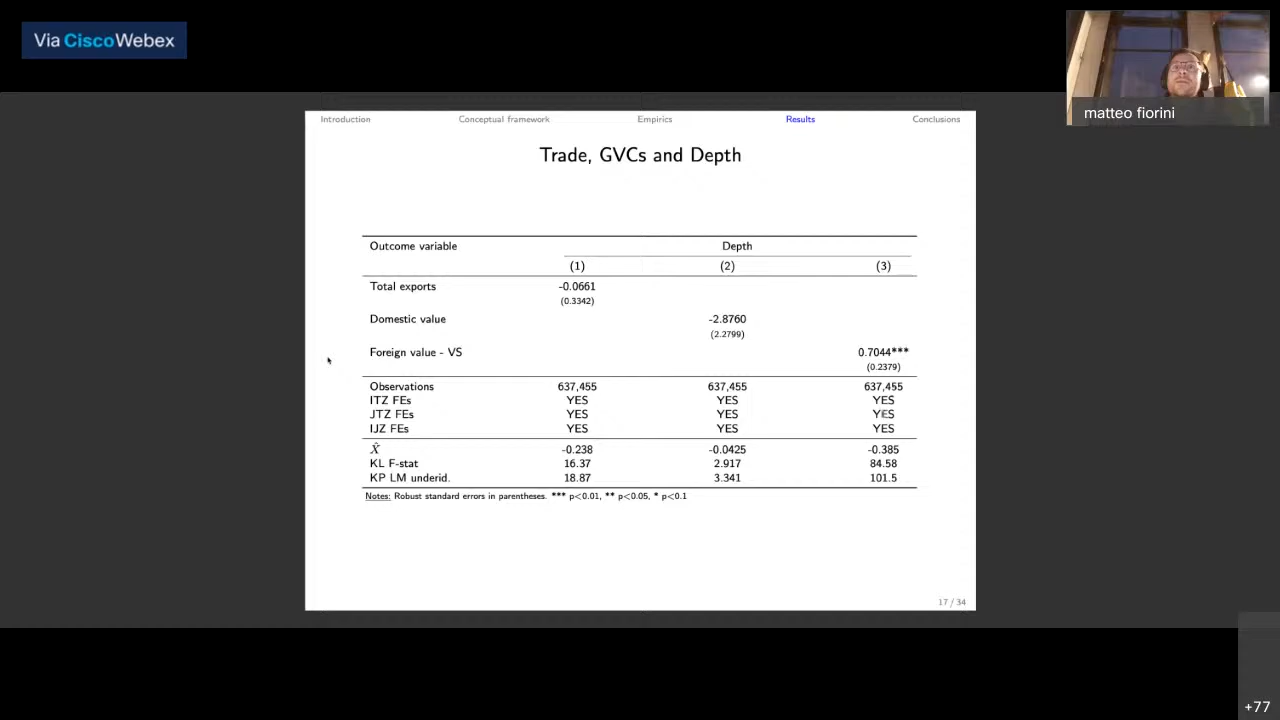 Via Cisco Webex
matteo fiorini
Introduction Conceptual framework Empirics Results Conclusions
Trade, GVCs and Depth
Outcome variable Depth
(1) (2) (3)
Total exports -0.0661
(0.3342)
Domestic value -2.8760
(2.2799)
Foreign value - VS 0.7044***
(0.2379)
Observations 637,455 637,455 637,455
ITZ FEs YES YES YES
JTZ FEs YES YES YES
IJZ FEs YES YES YES
X̂ -0.238 -0.0425 -0.385
KL F-stat 16.37 2.917 84.58
KP LM underid. 18.87 3.341 101.5
Notes: Robust standard errors in parentheses. *** p<0.01, ** p<0.05, * p<0.1
17 / 34
+77